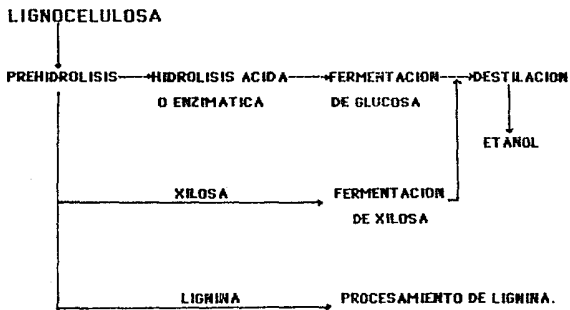 LIGNOCELULOSA
PREHIDROLISIS HIDROLISIS ACIDA FERMENTACION DESTILACION
O ENZIMATICA DE GLUCOSA
ETANOL
XILOSA FERMENTACION
DE XILOSA
LIGNINA PROCESAMIENTO DE LIGNINA.